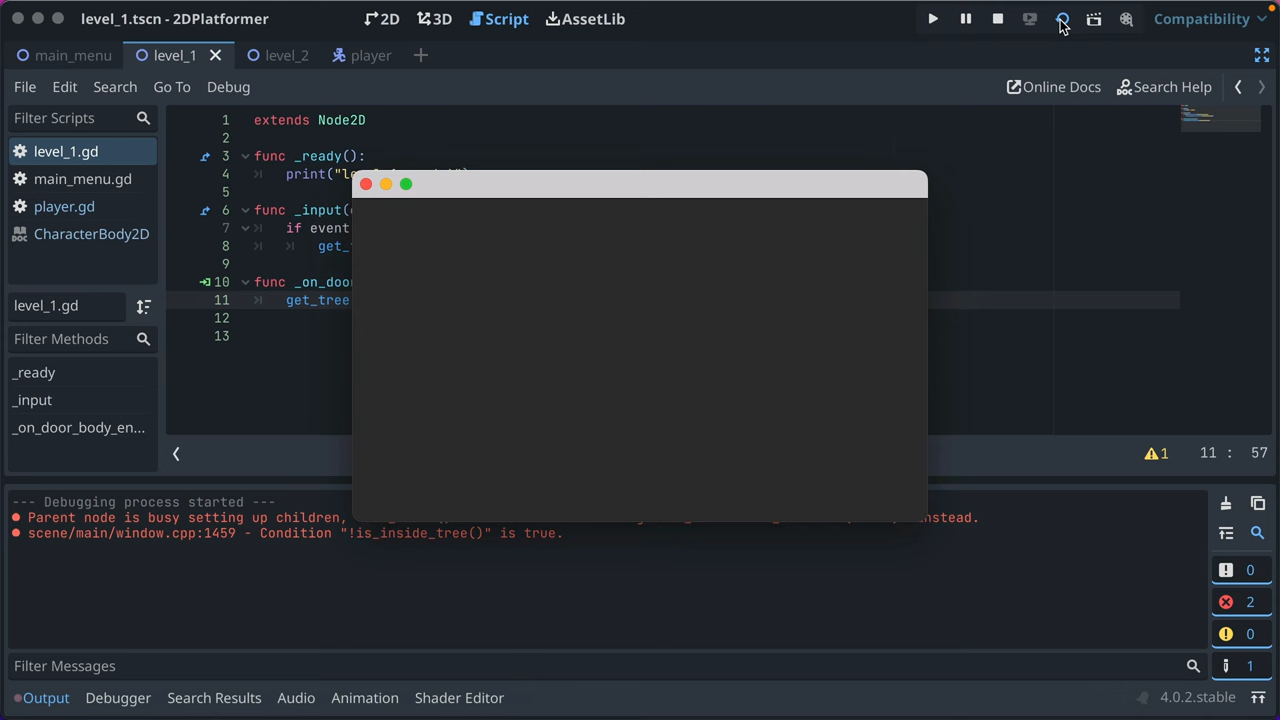 level_1.tscn - 2DPlatformer
2D 3D Script AssetLib
Compatibility
main_menu level_1 level_2 player
File Edit Search Go To Debug
Online Docs Search Help
Filter Scripts
level_1.gd
main_menu.gd
player.gd
CharacterBody2D
level_1.gd
Filter Methods
_ready
_input
_on_door_body_en...
1 extends Node2D
2
3 func _ready():
4 print("le
5
6 func _input(
7 if event
8 get_
9
10 func _on_door
11 get_tree
12
13
1 11 : 57
--- Debugging process started ---
Parent node is busy setting up children, instead.
scene/main/window.cpp:1459 - Condition "!is_inside_tree()" is true.
0
2
0
1
Filter Messages
Output Debugger Search Results Audio Animation Shader Editor
4.0.2.stable